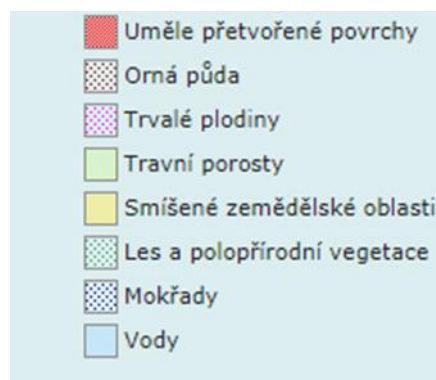 Uměle přetvořené povrchy
Orná půda
Trvalé plodiny
Travní porosty
Smíšené zemědělské oblasti
Les a polopřírodní vegetace
Mokřady
Vody